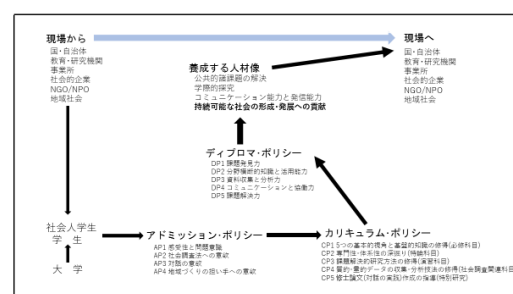 現場から
国・自治体
教育・研究機関
事業所
社会的企業
NGO/NPO
地域社会
現場へ
国・自治体
教育・研究機関
事業所
社会的企業
NGO/NPO
地域社会
養成する人材像
公共的諸課題の解決
学際的探究
コミュニケーション能力と発信能力
持続可能な社会の形成・発展への貢献
ディプロマ・ポリシー
DP1 課題発見力
DP2 分野横断的知識と活用能力
DP3 資料収集と分析力
DP4 コミュニケーションと協働力
DP5 課題解決力
社会人学生
学 生
大 学
アドミッション・ポリシー
AP1 感受性と問題意識
AP2 社会調査法への意欲
AP3 対話の意欲
AP4 地域づくりの担い手への意欲
カリキュラム・ポリシー
CP1 5つの基本的視角と基盤的知識の修得(必修科目)
CP2 専門性・体系性の深掘り(特論科目)
CP3 課題解決的研究方法の修得(演習科目)
CP4 質的・量的データの収集・分析技法の修得(社会調査関連科目)
CP5 修士論文(対話の実践)作成の指導(特別研究)